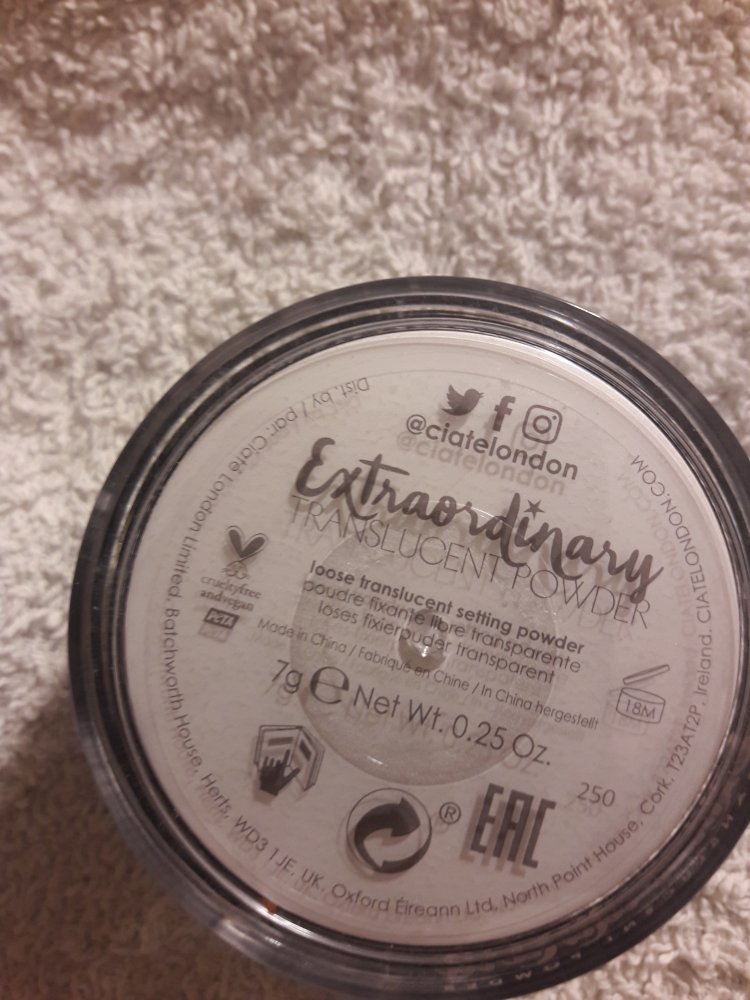 @ciatelondon
Extraordinary
TRANSLUCENT POWDER
loose translucent setting powder
poudre fixante libre transparente
loses fixierpuder transparent
Made in China / Fabriqué en Chine / In China hergestellt
7g ℮ Net Wt. 0.25 Oz.
crueltyfree
and vegan
PETA
18M
250
EAC
®
Dist. by / par: Ciaté London Limited, Batchworth House, Herts, WD3 1JE, UK. Oxford Éireann Ltd, North Point House, Cork, T23AT2P, Ireland. CIATELONDON.COM